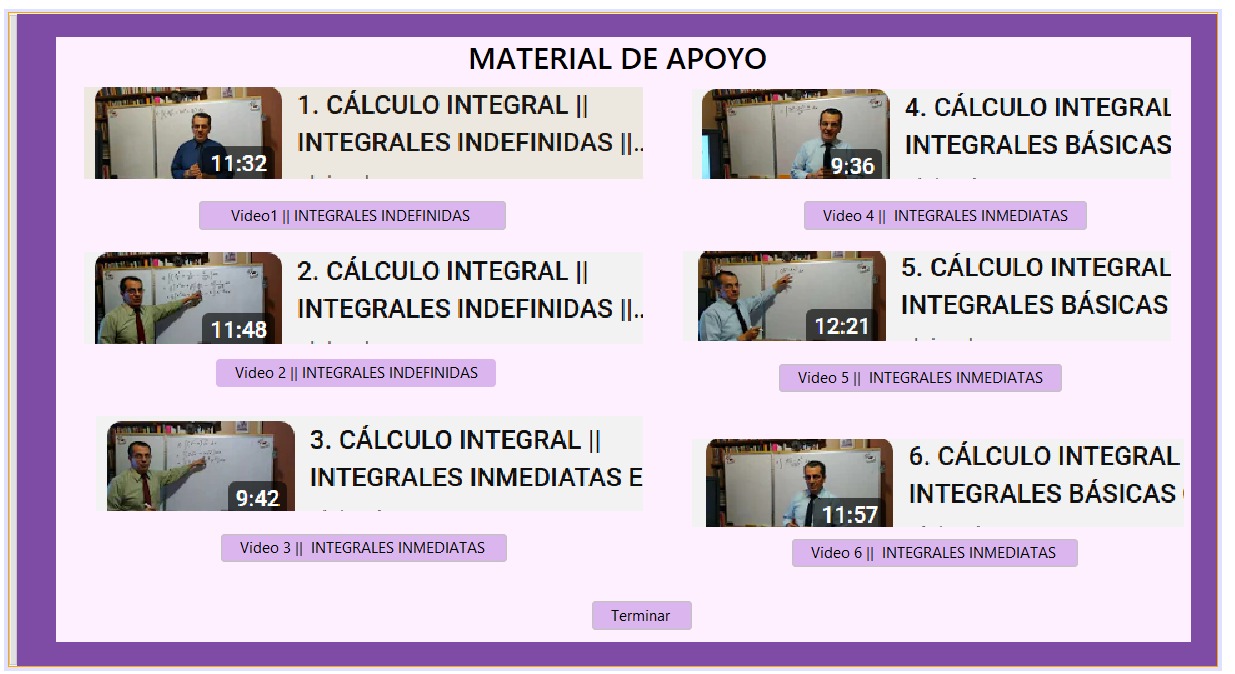 MATERIAL DE APOYO
1. CÁLCULO INTEGRAL ||
INTEGRALES INDEFINIDAS ||..
11:32
Video1 || INTEGRALES INDEFINIDAS
2. CÁLCULO INTEGRAL ||
INTEGRALES INDEFINIDAS ||..
11:48
Video 2 || INTEGRALES INDEFINIDAS
3. CÁLCULO INTEGRAL ||
INTEGRALES INMEDIATAS E
9:42
Video 3 || INTEGRALES INMEDIATAS
4. CÁLCULO INTEGRAL
INTEGRALES BÁSICAS
9:36
Video 4 || INTEGRALES INMEDIATAS
5. CÁLCULO INTEGRAL
INTEGRALES BÁSICAS
12:21
Video 5 || INTEGRALES INMEDIATAS
6. CÁLCULO INTEGRAL
INTEGRALES BÁSICAS
11:57
Video 6 || INTEGRALES INMEDIATAS
Terminar